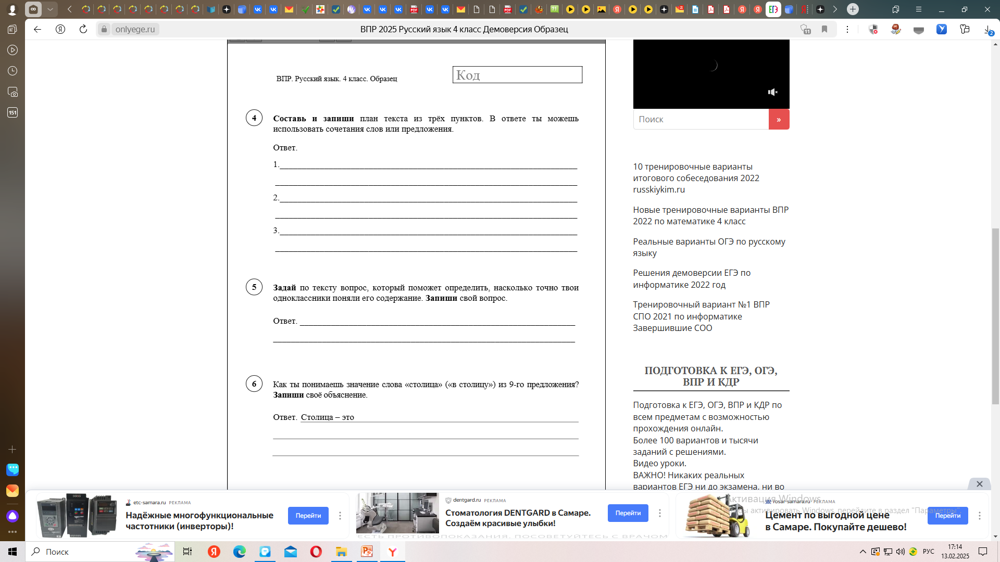 onlyege.ru
ВПР 2025 Русский язык 4 класс Демоверсия Образец
11
2
151
ВПР. Русский язык. 4 класс. Образец
Код
4
Составь и запиши план текста из трёх пунктов. В ответе ты можешь
использовать сочетания слов или предложения.
Ответ.
1.
2.
3.
5
Задай по тексту вопрос, который поможет определить, насколько точно твои
одноклассники поняли его содержание. Запиши свой вопрос.
Ответ.
6
Как ты понимаешь значение слова «столица» («в столицу») из 9-го предложения?
Запиши своё объяснение.
Ответ. Столица – это
Поиск
»
10 тренировочные варианты
итогового собеседования 2022
russkiykim.ru
Новые тренировочные варианты ВПР
2022 по математике 4 класс
Реальные варианты ОГЭ по русскому
языку
Решения демоверсии ЕГЭ по
информатике 2022 год
Тренировочный вариант №1 ВПР
СПО 2021 по информатике
Завершившие СОО
ПОДГОТОВКА К ЕГЭ, ОГЭ,
ВПР И КДР
Подготовка к ЕГЭ, ОГЭ, ВПР и КДР по
всем предметам с возможностью
прохождения онлайн.
Более 100 вариантов и тысячи
заданий с решениями.
Видео уроки.
ВАЖНО! Никаких реальных
вариантов ЕГЭ ни до экзамена, ни во
etc-samara.ru РЕКЛАМА
Надёжные многофункциональные
частотники (инверторы)!
Перейти
dentgard.ru РЕКЛАМА
Стоматология DENTGARD в Самаре.
Создаём красивые улыбки!
Перейти
ЕСТЬ ПРОТИВОПОКАЗАНИЯ. ПОСОВЕТУЙТЕСЬ С ВРАЧОМ
rosar-samara.ru РЕКЛАМА
Цемент по выгодной цене
в Самаре. Покупайте дешево!
Перейти
Активация Windows
активировать Windows, перейдите в раздел "Параметры".
Поиск
РУС
17:14
13.02.2025